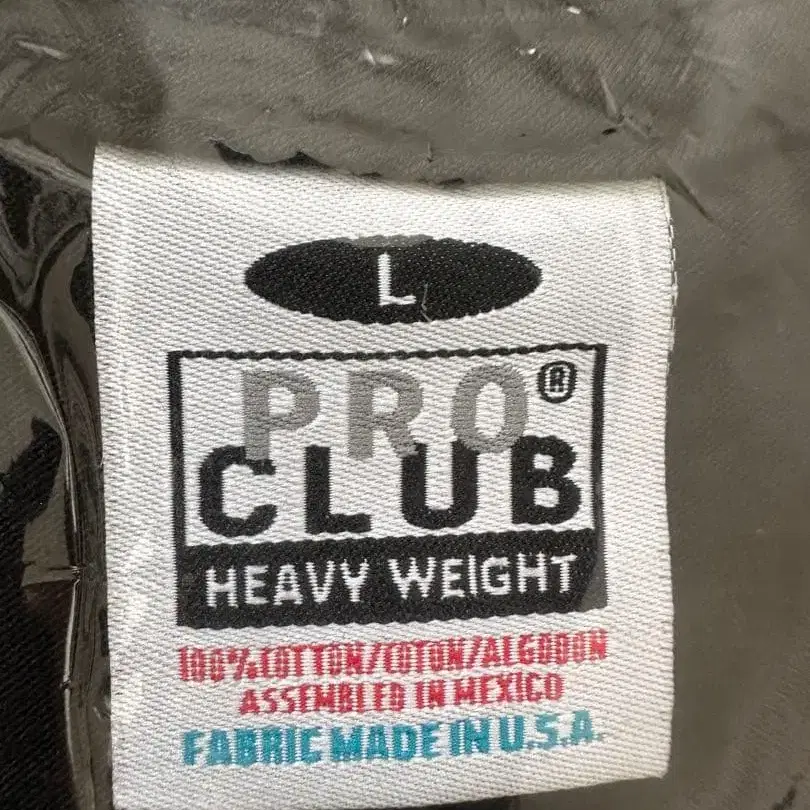 L
PRO®
CLUB
HEAVY WEIGHT
100%COTTON/COTON/ALGODON
ASSEMBLED IN MEXICO
FABRIC MADE IN U.S.A.